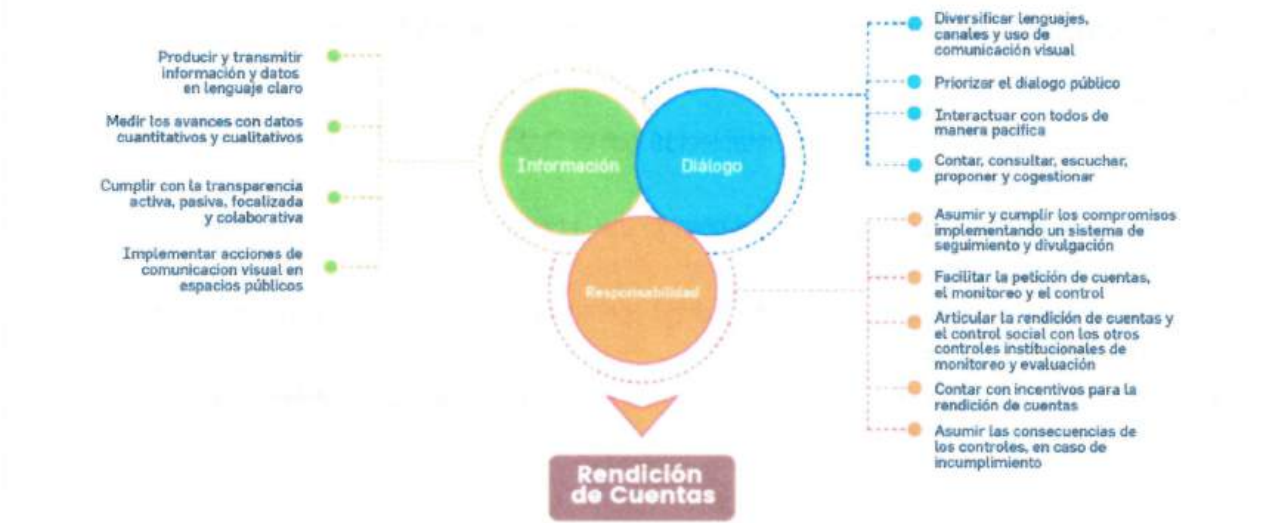 Producir y transmitir
información y datos
en lenguaje claro
Medir los avances con datos
cuantitativos y cualitativos
Cumplir con la transparencia
activa, pasiva, focalizada
y colaborativa
Implementar acciones de
comunicacion visual en
espacios públicos
Información
Diálogo
Responsabilidad
Rendición
de Cuentas
Diversificar lenguajes,
canales y uso de
comunicación visual
Priorizar el dialogo público
Interactuar con todos de
manera pacifica
Contar, consultar, escuchar,
proponer y cogestionar
Asumir y cumplir los compromisos
implementando un sistema de
seguimiento y divulgación
Facilitar la petición de cuentas,
el monitoreo y el control
Articular la rendición de cuentas y
el control social con los otros
controles institucionales de
monitoreo y evaluación
Contar con incentivos para la
rendición de cuentas
Asumir las consecuencias de
los controles, en caso de
incumplimiento